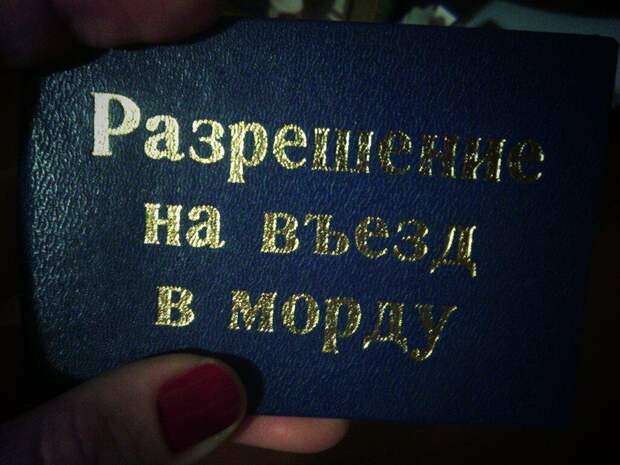 Разрешение
на въезд
в морду